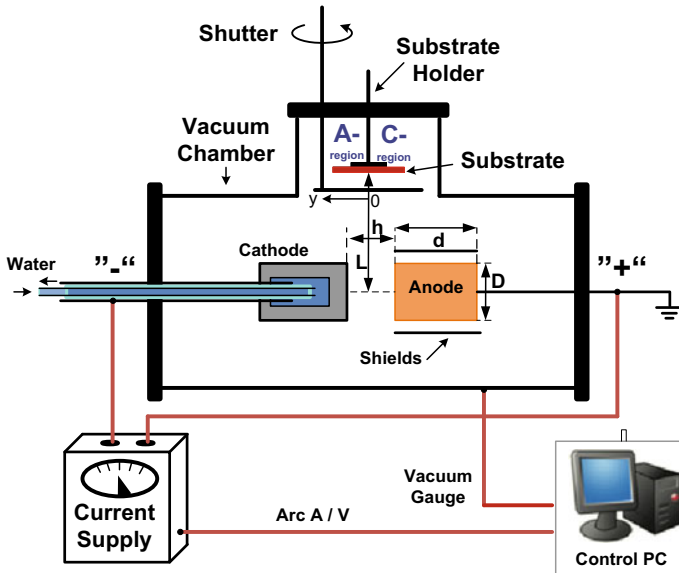 Shutter
Substrate
Holder
Vacuum
Chamber
A-
region
C-
region
Substrate
y
0
h
d
Cathode
L
Anode
D
Water
”-“
”+“
Shields
Current
Supply
Vacuum
Gauge
Arc A / V
Control PC